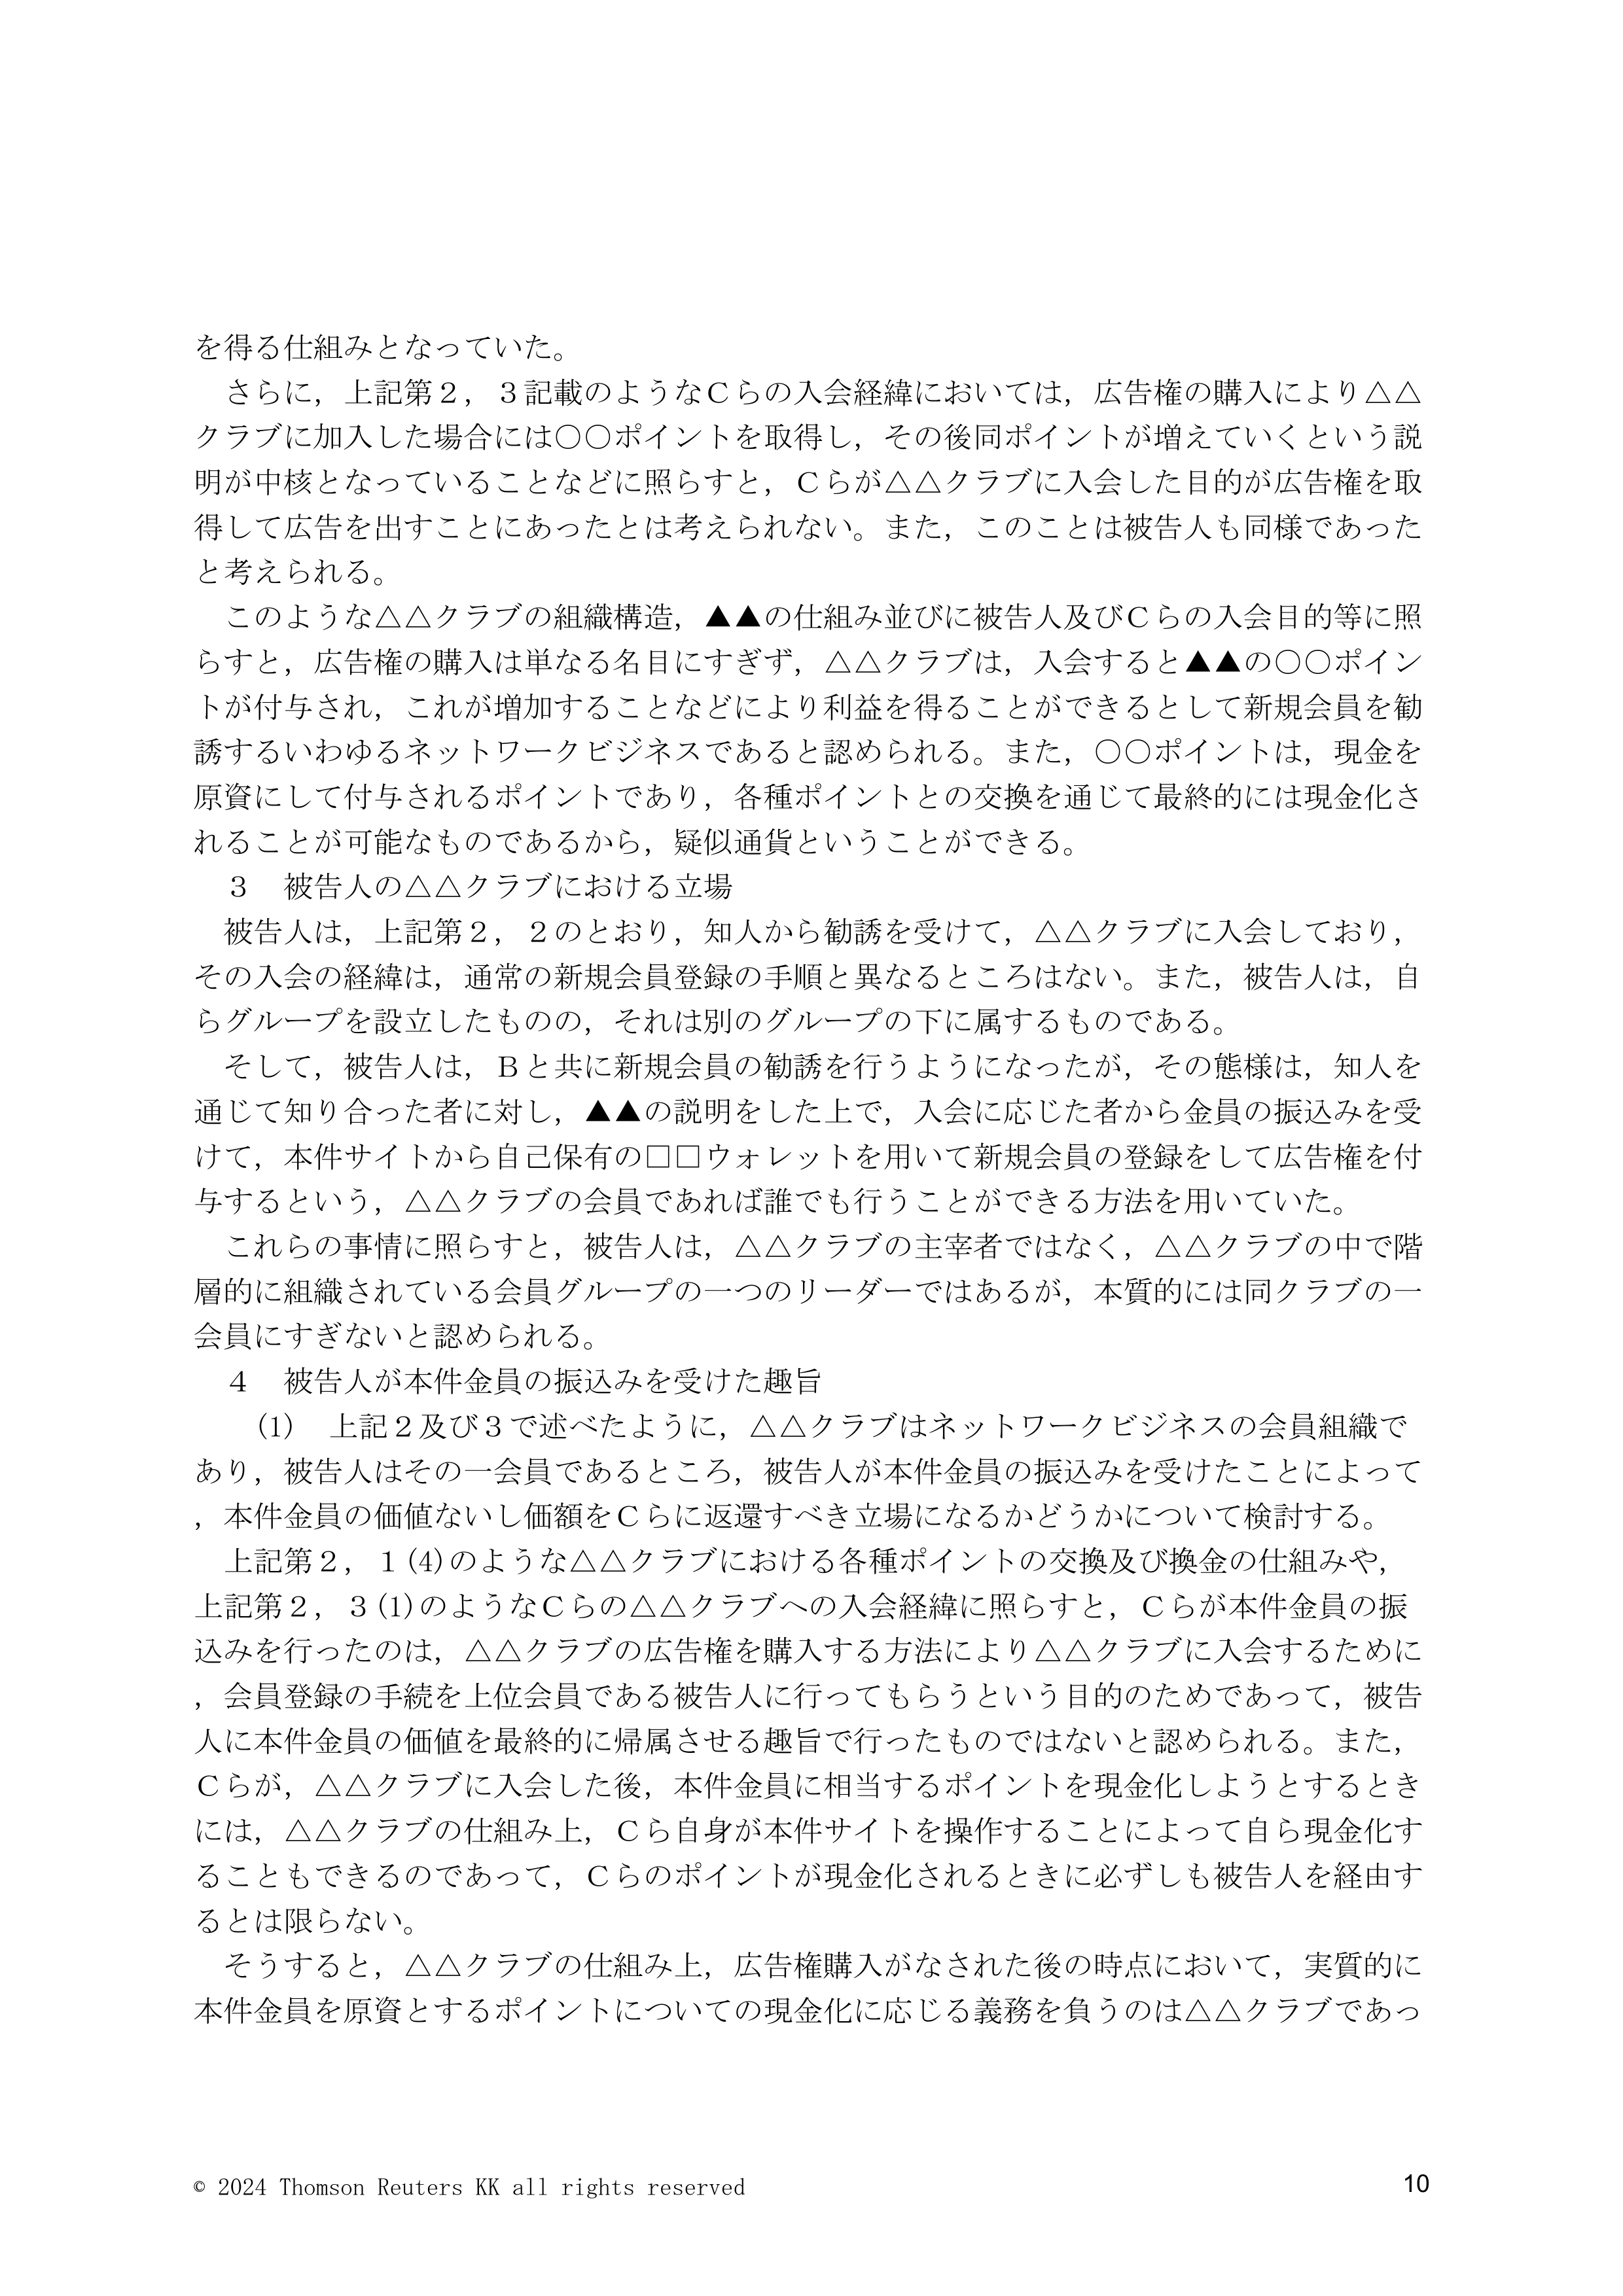 を得る仕組みとなっていた。
　さらに，上記第２，３記載のようなＣらの入会経緯においては，広告権の購入により△△
クラブに加入した場合には〇〇ポイントを取得し，その後同ポイントが増えていくという説
明が中核となっていることなどに照らすと，Ｃらが△△クラブに入会した目的が広告権を取
得して広告を出すことにあったとは考えられない。また，このことは被告人も同様であった
と考えられる。
　このような△△クラブの組織構造，▲▲の仕組み並びに被告人及びＣらの入会目的等に照
らすと，広告権の購入は単なる名目にすぎず，△△クラブは，入会すると▲▲の〇〇ポイン
トが付与され，これが増加することなどにより利益を得ることができるとして新規会員を勧
誘するいわゆるネットワークビジネスであると認められる。また，〇〇ポイントは，現金を
原資にして付与されるポイントであり，各種ポイントとの交換を通じて最終的には現金化さ
れることが可能なものであるから，疑似通貨ということができる。
　３　被告人の△△クラブにおける立場
　被告人は，上記第２，２のとおり，知人から勧誘を受けて，△△クラブに入会しており，
その入会の経緯は，通常の新規会員登録の手順と異なるところはない。また，被告人は，自
らグループを設立したものの，それは別のグループの下に属するものである。
　そして，被告人は，Ｂと共に新規会員の勧誘を行うようになったが，その態様は，知人を
通じて知り合った者に対し，▲▲の説明をした上で，入会に応じた者から金員の振込みを受
けて，本件サイトから自己保有の□□ウォレットを用いて新規会員の登録をして広告権を付
与するという，△△クラブの会員であれば誰でも行うことができる方法を用いていた。
　これらの事情に照らすと，被告人は，△△クラブの主宰者ではなく，△△クラブの中で階
層的に組織されている会員グループの一つのリーダーではあるが，本質的には同クラブの一
会員にすぎないと認められる。
　４　被告人が本件金員の振込みを受けた趣旨
　　(1)　上記２及び３で述べたように，△△クラブはネットワークビジネスの会員組織で
あり，被告人はその一会員であるところ，被告人が本件金員の振込みを受けたことによって
，本件金員の価値ないし価額をＣらに返還すべき立場になるかどうかについて検討する。
　上記第２，１(4)のような△△クラブにおける各種ポイントの交換及び換金の仕組みや，
上記第２，３(1)のようなＣらの△△クラブへの入会経緯に照らすと，Ｃらが本件金員の振
込みを行ったのは，△△クラブの広告権を購入する方法により△△クラブに入会するために
，会員登録の手続を上位会員である被告人に行ってもらうという目的のためであって，被告
人に本件金員の価値を最終的に帰属させる趣旨で行ったものではないと認められる。また，
Ｃらが，△△クラブに入会した後，本件金員に相当するポイントを現金化しようとするとき
には，△△クラブの仕組み上，Ｃら自身が本件サイトを操作することによって自ら現金化す
ることもできるのであって，Ｃらのポイントが現金化されるときに必ずしも被告人を経由す
るとは限らない。
　そうすると，△△クラブの仕組み上，広告権購入がなされた後の時点において，実質的に
本件金員を原資とするポイントについての現金化に応じる義務を負うのは△△クラブであっ
© 2024 Thomson Reuters KK all rights reserved
10